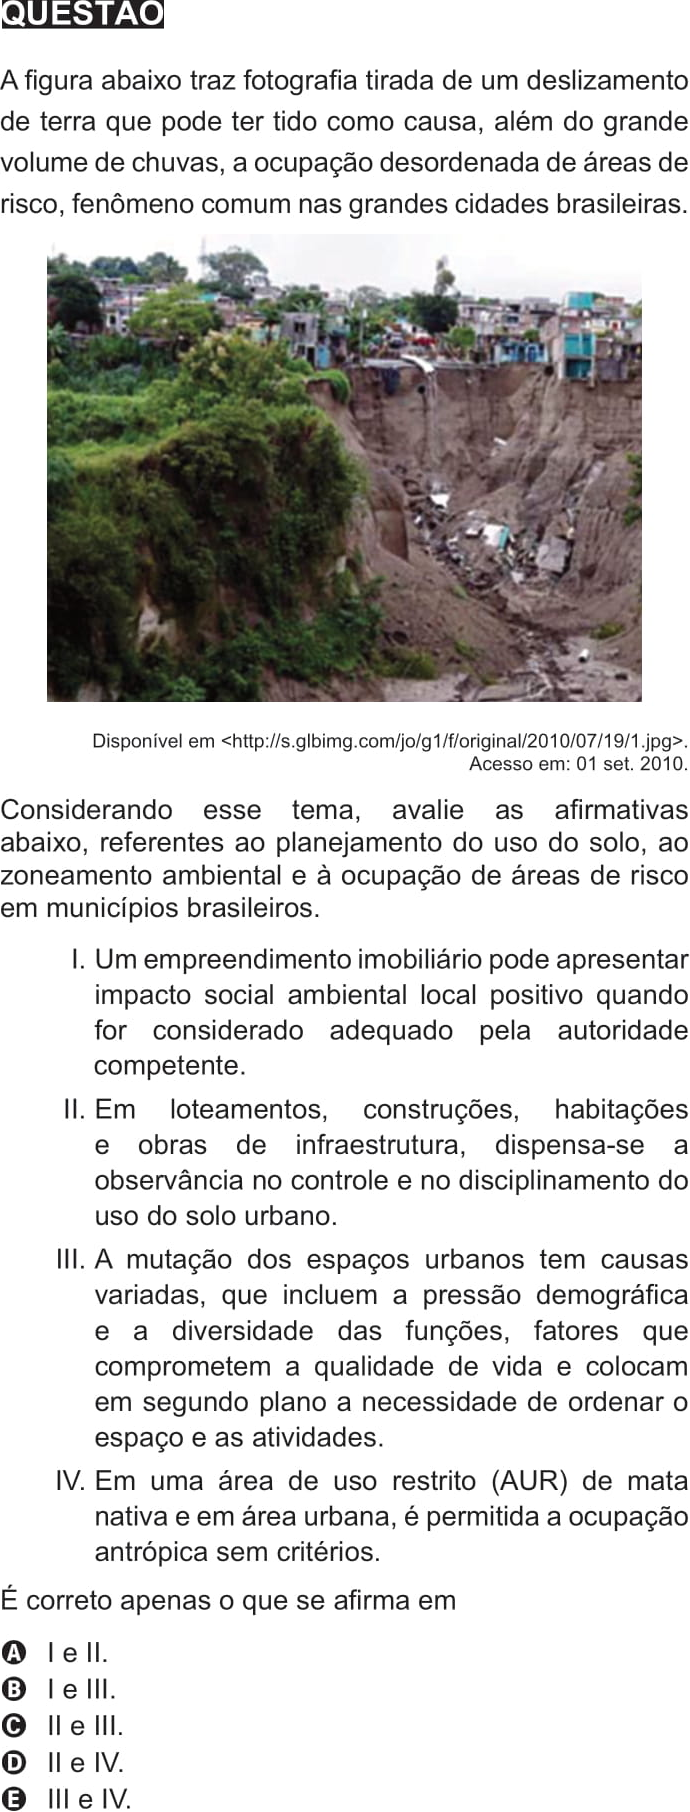 QUESTÃO
A figura abaixo traz fotografia tirada de um deslizamento
de terra que pode ter tido como causa, além do grande
volume de chuvas, a ocupação desordenada de áreas de
risco, fenômeno comum nas grandes cidades brasileiras.
Disponível em <http://s.glbimg.com/jo/g1/f/original/2010/07/19/1.jpg>.
Acesso em: 01 set. 2010.
Considerando esse tema, avalie as afirmativas
abaixo, referentes ao planejamento do uso do solo, ao
zoneamento ambiental e à ocupação de áreas de risco
em municípios brasileiros.
I. Um empreendimento imobiliário pode apresentar
impacto social ambiental local positivo quando
for considerado adequado pela autoridade
competente.
II. Em loteamentos, construções, habitações
e obras de infraestrutura, dispensa-se a
observância no controle e no disciplinamento do
uso do solo urbano.
III. A mutação dos espaços urbanos tem causas
variadas, que incluem a pressão demográfica
e a diversidade das funções, fatores que
comprometem a qualidade de vida e colocam
em segundo plano a necessidade de ordenar o
espaço e as atividades.
IV. Em uma área de uso restrito (AUR) de mata
nativa e em área urbana, é permitida a ocupação
antrópica sem critérios.
É correto apenas o que se afirma em
A I e II.
B I e III.
C II e III.
D II e IV.
E III e IV.